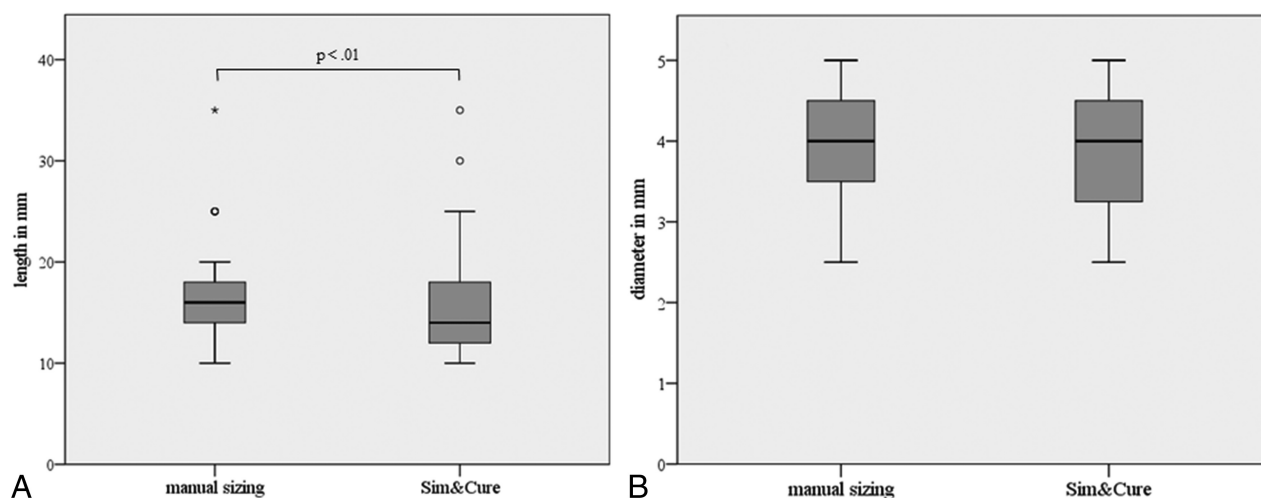 p < .01
length in mm
40
30
20
10
0
manual sizing
Sim&Cure
A
diameter in mm
5
4
3
2
1
0
manual sizing
Sim&Cure
B